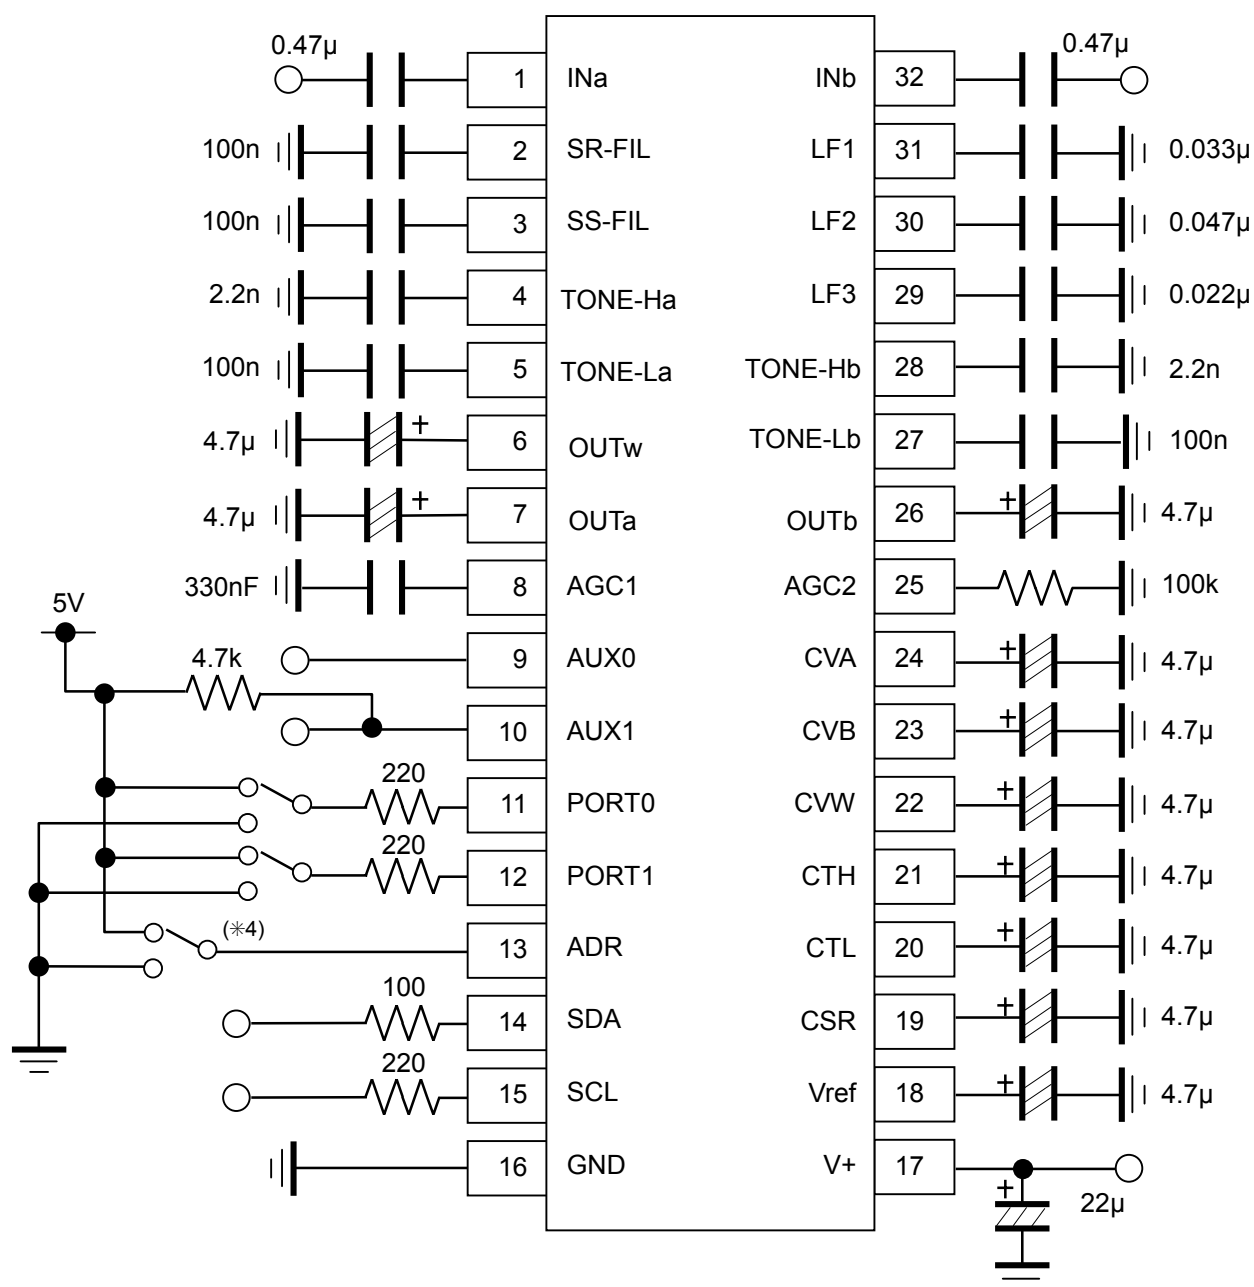 0.47µ 1 INa INb 32 0.47µ
100n 2 SR-FIL LF1 31 0.033µ
100n 3 SS-FIL LF2 30 0.047µ
2.2n 4 TONE-Ha LF3 29 0.022µ
100n 5 TONE-La TONE-Hb 28 2.2n
4.7µ + 6 OUTw TONE-Lb 27 100n
4.7µ + 7 OUTa OUTb 26 + 4.7µ
330nF 8 AGC1 AGC2 25 100k
5V
4.7k 9 AUX0 CVA 24 + 4.7µ
10 AUX1 CVB 23 + 4.7µ
220 11 PORT0 CVW 22 + 4.7µ
220 12 PORT1 CTH 21 + 4.7µ
(✳4) 13 ADR CTL 20 + 4.7µ
100 14 SDA CSR 19 + 4.7µ
220 15 SCL Vref 18 + 4.7µ
16 GND V+ 17
+ 22µ